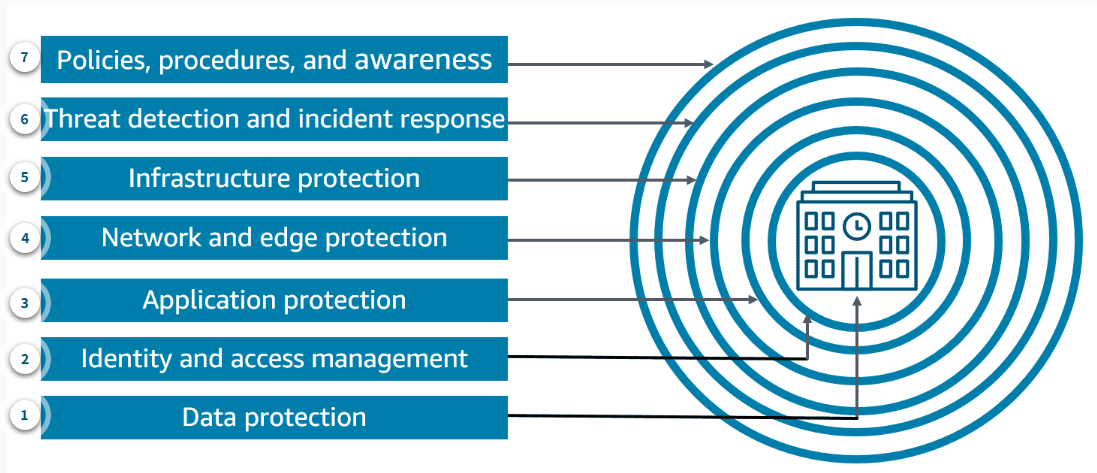 7 Policies, procedures, and awareness
6 Threat detection and incident response
5 Infrastructure protection
4 Network and edge protection
3 Application protection
2 Identity and access management
1 Data protection